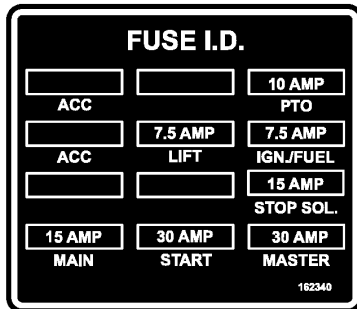 FUSE I.D.
10 AMP
ACC PTO
7.5 AMP 7.5 AMP
ACC LIFT IGN./FUEL
15 AMP
STOP SOL.
15 AMP 30 AMP 30 AMP
MAIN START MASTER
162340